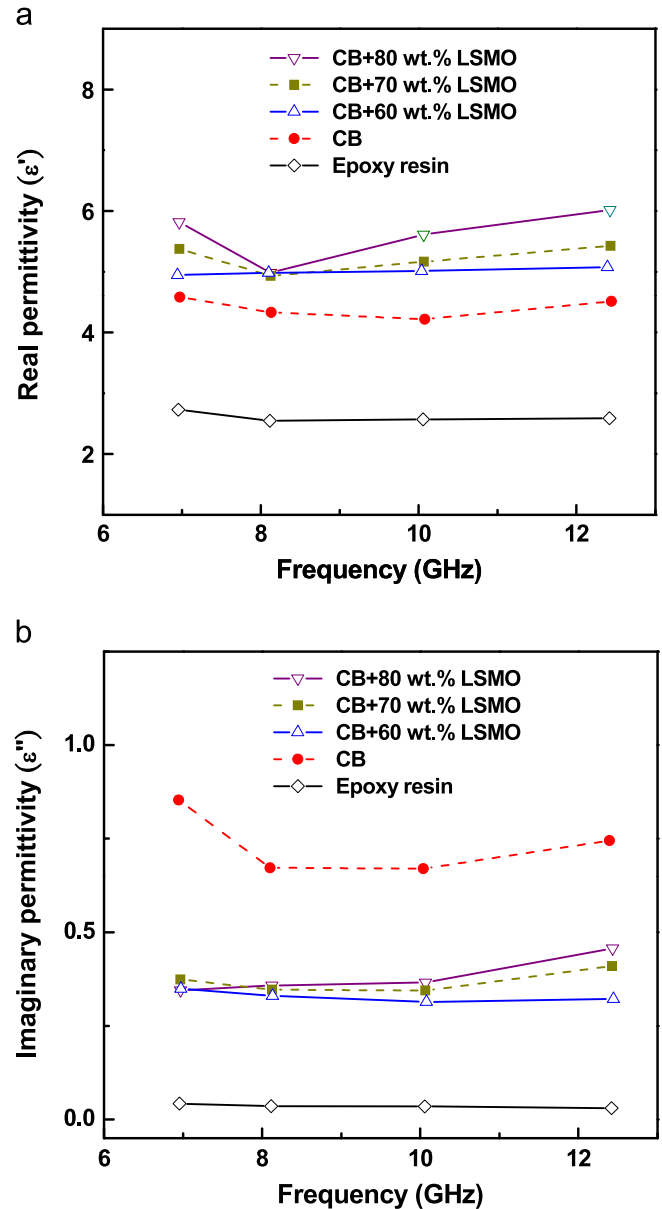 a
CB+80 wt.% LSMO
CB+70 wt.% LSMO
CB+60 wt.% LSMO
CB
Epoxy resin
Real permittivity (ε')
8
6
4
2
6
8
10
12
Frequency (GHz)
b
CB+80 wt.% LSMO
CB+70 wt.% LSMO
CB+60 wt.% LSMO
CB
Epoxy resin
Imaginary permittivity (ε")
1.0
0.5
0.0
6
8
10
12
Frequency (GHz)